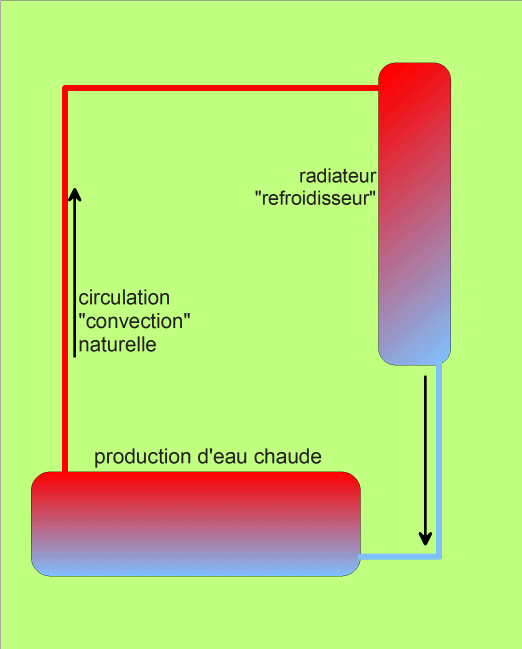 radiateur
"refroidisseur"
circulation
"convection"
naturelle
production d'eau chaude